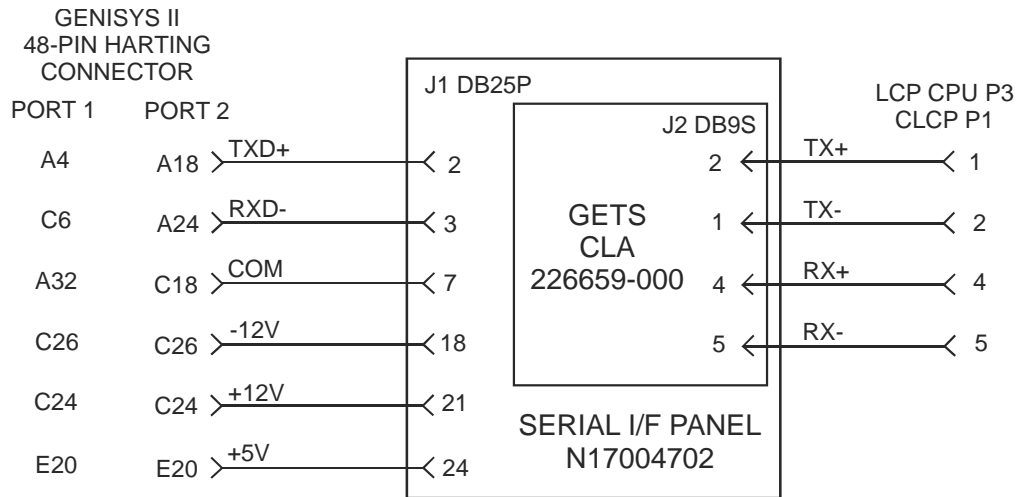 GENISYS II
48-PIN HARTING
CONNECTOR
PORT 1 PORT 2
J1 DB25P
J2 DB9S
LCP CPU P3
CLCP P1
A4 A18 TXD+ 2 2 TX+ 1
C6 A24 RXD- 3 1 TX- 2
A32 C18 COM 7 4 RX+ 4
C26 C26 -12V 18 5 RX- 5
C24 C24 +12V 21
E20 E20 +5V 24
GETS
CLA
226659-000
SERIAL I/F PANEL
N17004702